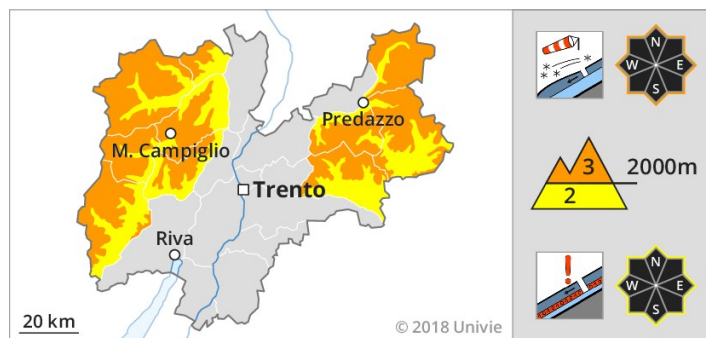 M. Campiglio
Predazzo
Trento
Riva
20 km
© 2018 Univie
N
W E
S
3 2000m
2
N
W E
S